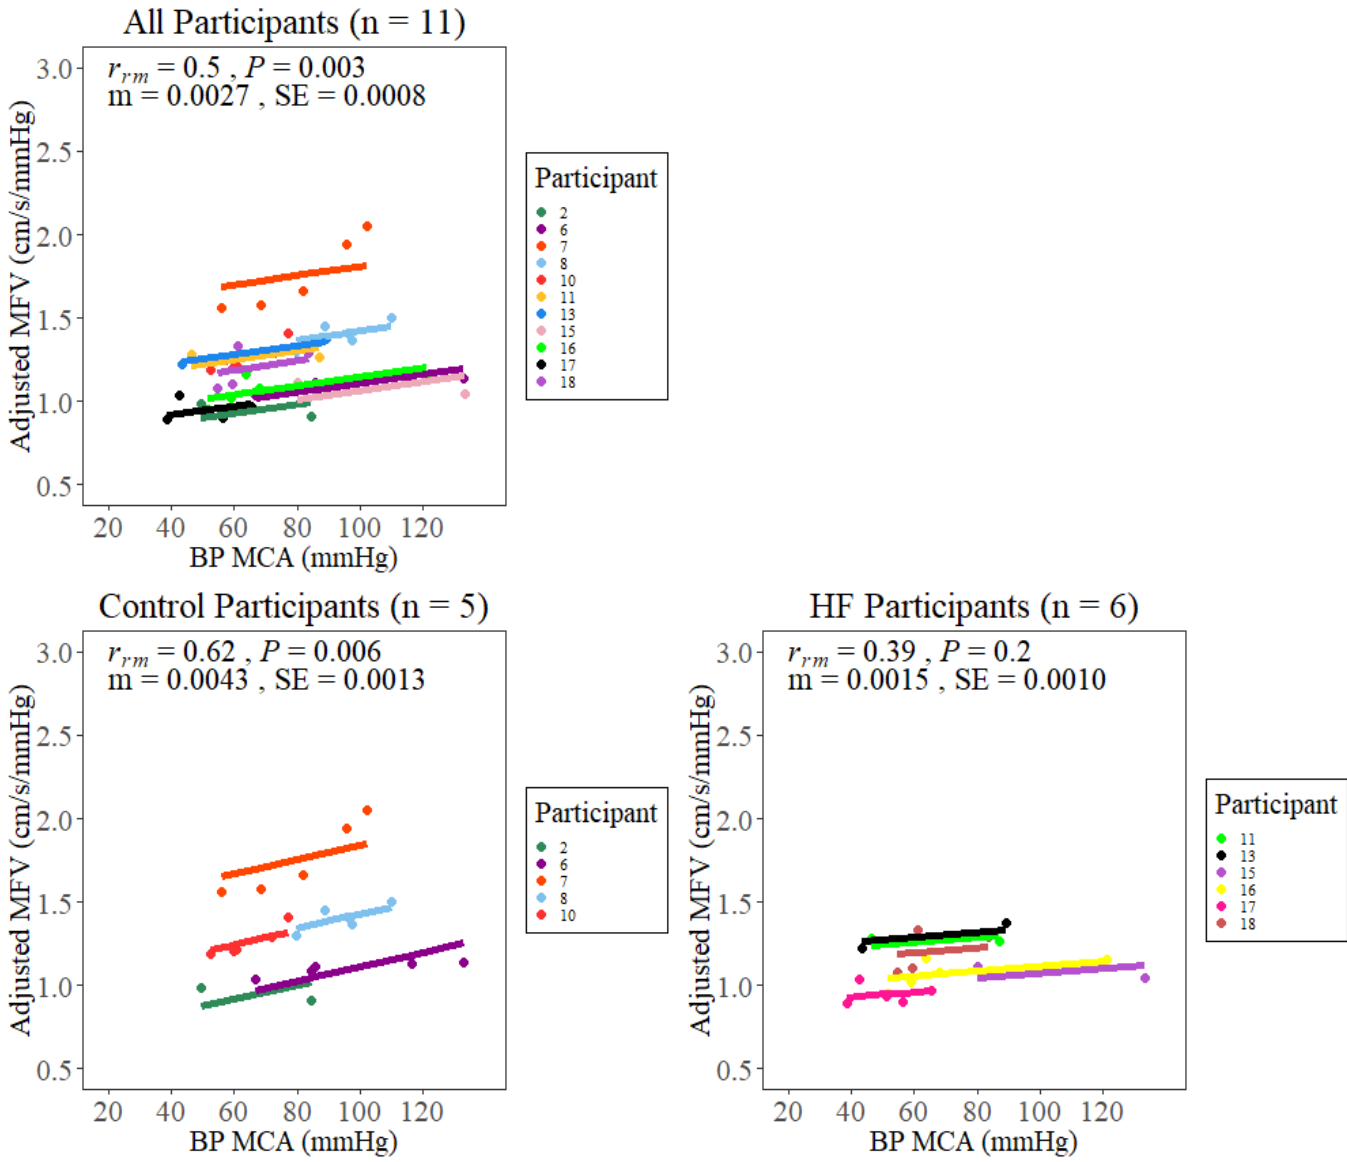 All Participants (n = 11)
r_rm = 0.5 , P = 0.003
m = 0.0027 , SE = 0.0008
Adjusted MFV (cm/s/mmHg)
3.0
2.5
2.0
1.5
1.0
0.5
20 40 60 80 100 120
BP MCA (mmHg)
Participant
2
6
7
8
10
11
13
15
16
17
18
Control Participants (n = 5)
r_rm = 0.62 , P = 0.006
m = 0.0043 , SE = 0.0013
Adjusted MFV (cm/s/mmHg)
3.0
2.5
2.0
1.5
1.0
0.5
20 40 60 80 100 120
BP MCA (mmHg)
Participant
2
6
7
8
10
HF Participants (n = 6)
r_rm = 0.39 , P = 0.2
m = 0.0015 , SE = 0.0010
Adjusted MFV (cm/s/mmHg)
3.0
2.5
2.0
1.5
1.0
0.5
20 40 60 80 100 120
BP MCA (mmHg)
Participant
11
13
15
16
17
18